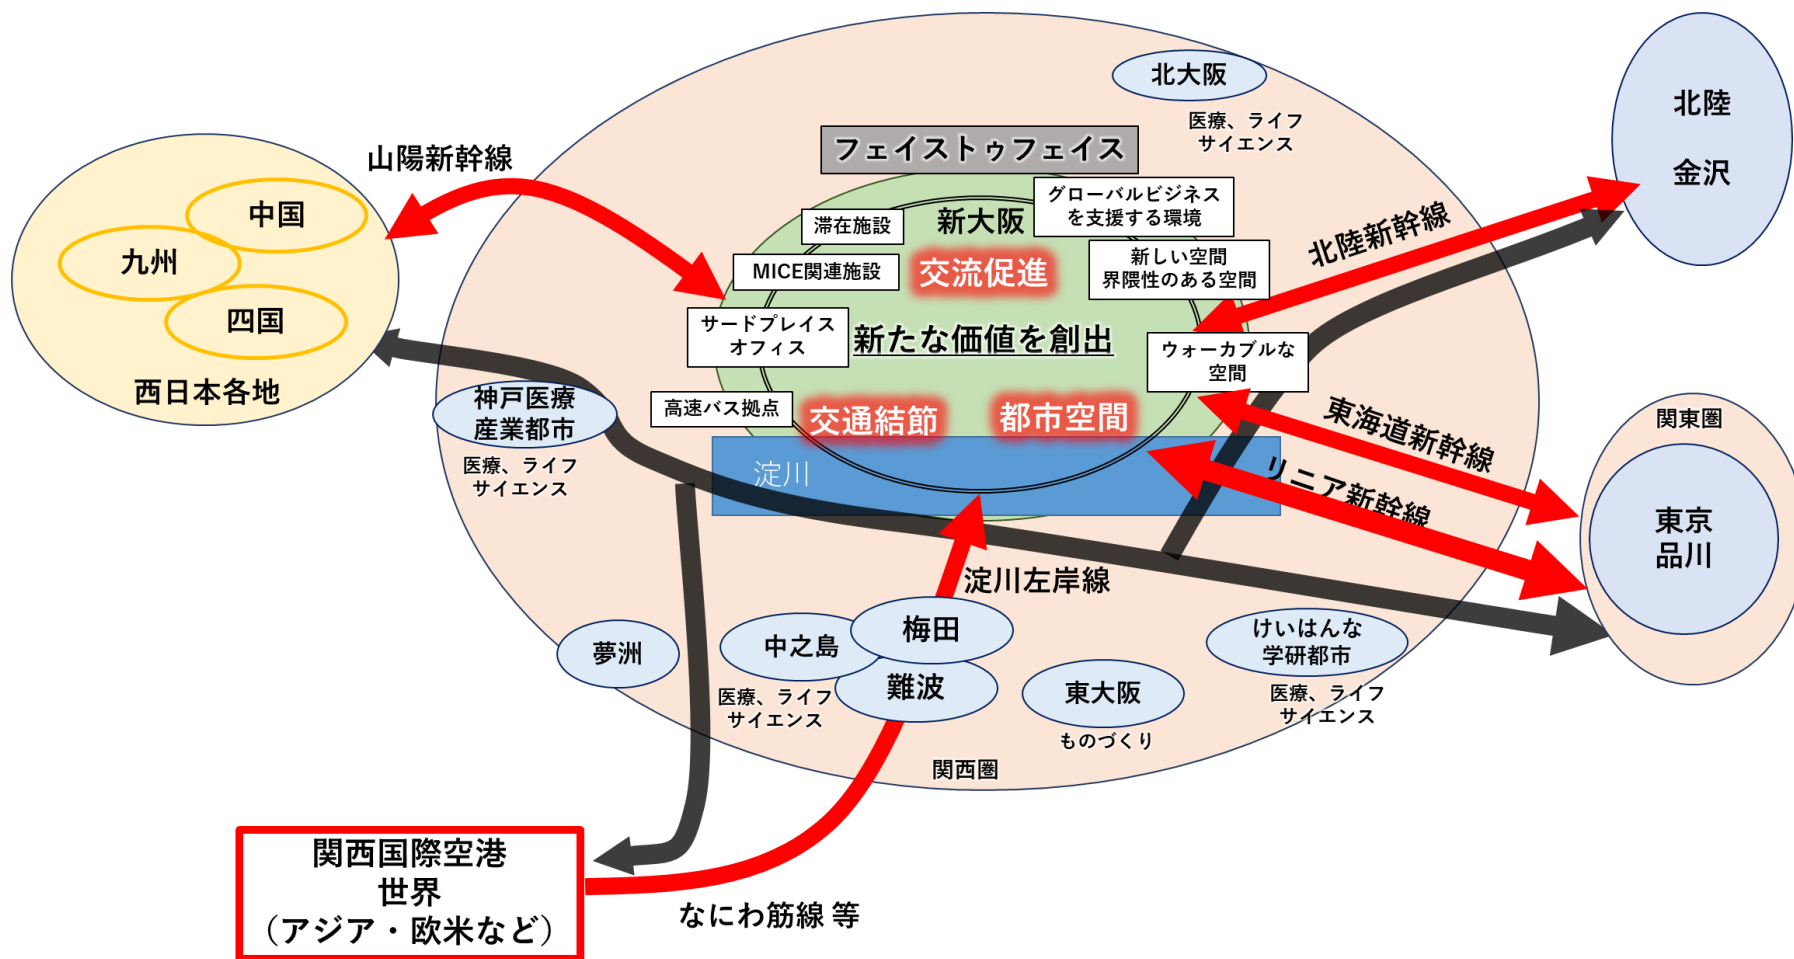 北大阪
医療、ライフ
サイエンス
北陸
金沢
フェイストゥフェイス
山陽新幹線
中国
九州
四国
西日本各地
グローバルビジネス
を支援する環境
滞在施設
新大阪
MICE関連施設
交流促進
新しい空間
界隈性のある空間
北陸新幹線
サードプレイス
オフィス
新たな価値を創出
ウォーカブルな
空間
高速バス拠点
交通結節
都市空間
神戸医療
産業都市
医療、ライフ
サイエンス
淀川
東海道新幹線
リニア新幹線
関東圏
東京
品川
淀川左岸線
夢洲
中之島
医療、ライフ
サイエンス
梅田
難波
東大阪
ものづくり
けいはんな
学研都市
医療、ライフ
サイエンス
関西圏
関西国際空港
世界
（アジア・欧米など）
なにわ筋線 等